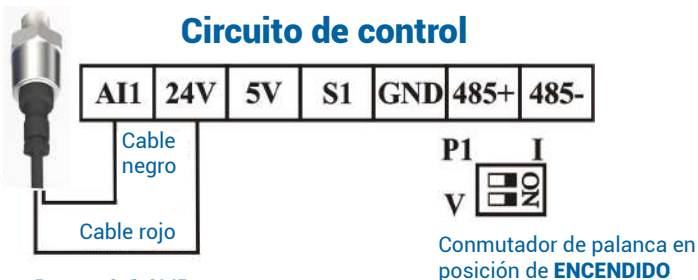 Circuito de control
AI1 24V 5V S1 GND 485+ 485-
Cable
negro
P1 I
V ON
Cable rojo
Conmutador de palanca en
posición de ENCENDIDO